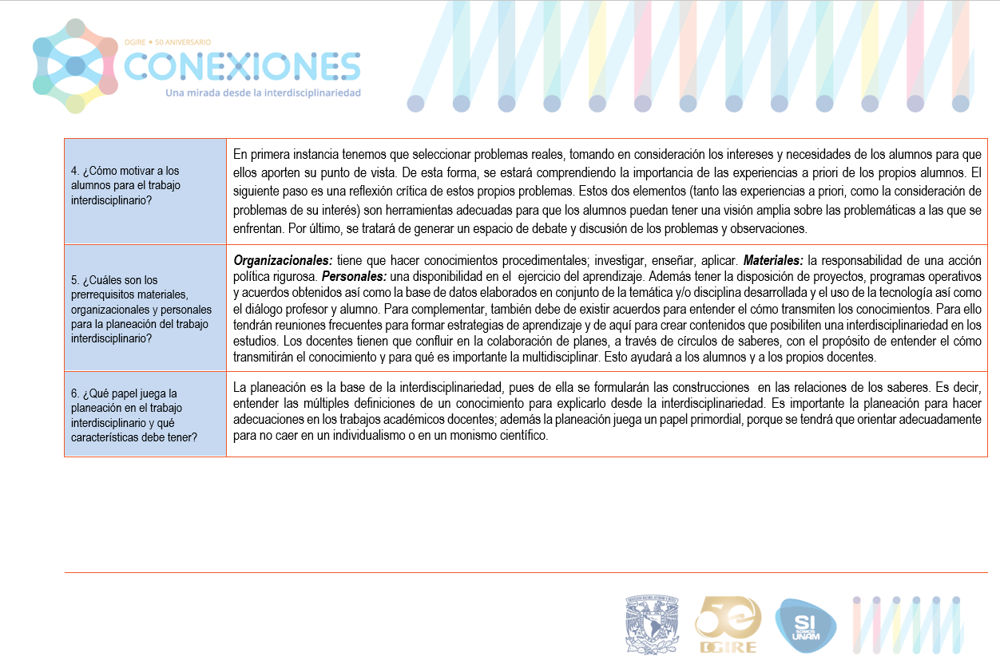 DGIRE • 50 ANIVERSARIO
CONEXIONES
Una mirada desde la interdisciplinariedad
4. ¿Cómo motivar a los
alumnos para el trabajo
interdisciplinario?
En primera instancia tenemos que seleccionar problemas reales, tomando en consideración los intereses y necesidades de los alumnos para que
ellos aporten su punto de vista. De esta forma, se estará comprendiendo la importancia de las experiencias a priori de los propios alumnos. El
siguiente paso es una reflexión crítica de estos propios problemas. Estos dos elementos (tanto las experiencias a priori, como la consideración de
problemas de su interés) son herramientas adecuadas para que los alumnos puedan tener una visión amplia sobre las problemáticas a las que se
enfrentan. Por último, se tratará de generar un espacio de debate y discusión de los problemas y observaciones.
5. ¿Cuáles son los
prerrequisitos materiales,
organizacionales y personales
para la planeación del trabajo
interdisciplinario?
Organizacionales: tiene que hacer conocimientos procedimentales; investigar, enseñar, aplicar. Materiales: la responsabilidad de una acción
política rigurosa. Personales: una disponibilidad en el ejercicio del aprendizaje. Además tener la disposición de proyectos, programas operativos
y acuerdos obtenidos así como la base de datos elaborados en conjunto de la temática y/o disciplina desarrollada y el uso de la tecnología así como
el diálogo profesor y alumno. Para complementar, también debe de existir acuerdos para entender el cómo transmiten los conocimientos. Para ello
tendrán reuniones frecuentes para formar estrategias de aprendizaje y de aquí para crear contenidos que posibiliten una interdisciplinariedad en los
estudios. Los docentes tienen que confluir en la colaboración de planes, a través de círculos de saberes, con el propósito de entender el cómo
transmitirán el conocimiento y para qué es importante la multidisciplinar. Esto ayudará a los alumnos y a los propios docentes.
6. ¿Qué papel juega la
planeación en el trabajo
interdisciplinario y qué
características debe tener?
La planeación es la base de la interdisciplinariedad, pues de ella se formularán las construcciones en las relaciones de los saberes. Es decir,
entender las múltiples definiciones de un conocimiento para explicarlo desde la interdisciplinariedad. Es importante la planeación para hacer
adecuaciones en los trabajos académicos docentes; además la planeación juega un papel primordial, porque se tendrá que orientar adecuadamente
para no caer en un individualismo o en un monismo científico.
50
DGIRE
SI
SOMOS
UNAM